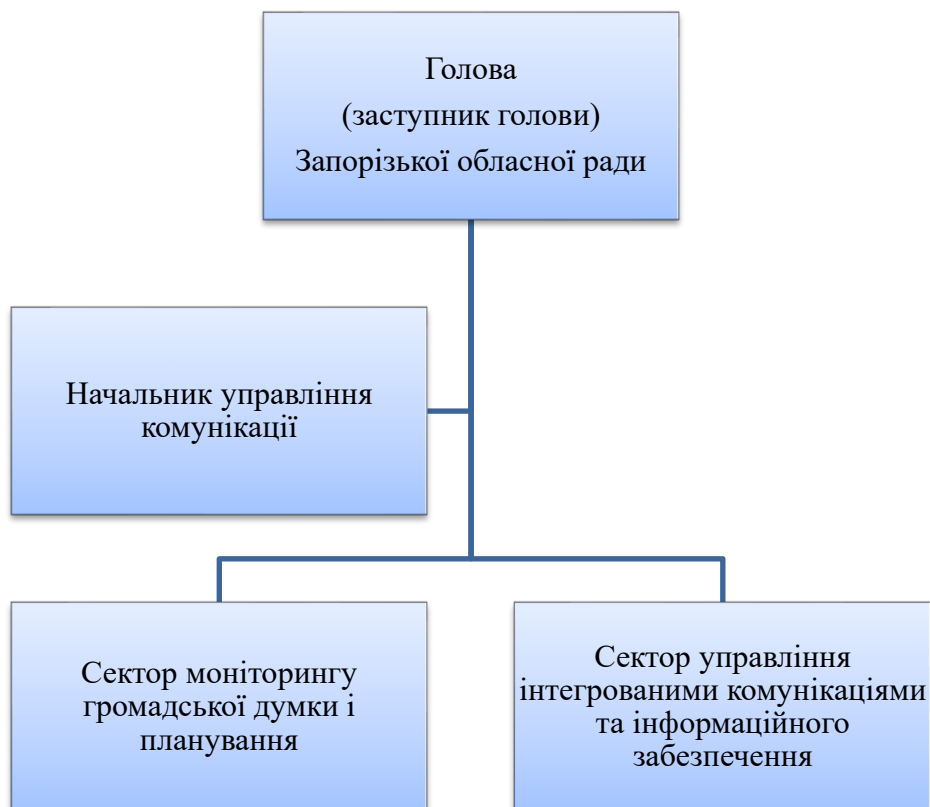 Голова
(заступник голови)
Запорізької обласної ради
Начальник управління
комунікації
Сектор моніторингу
громадської думки і
планування
Сектор управління
інтегрованими комунікаціями
та інформаційного
забезпечення